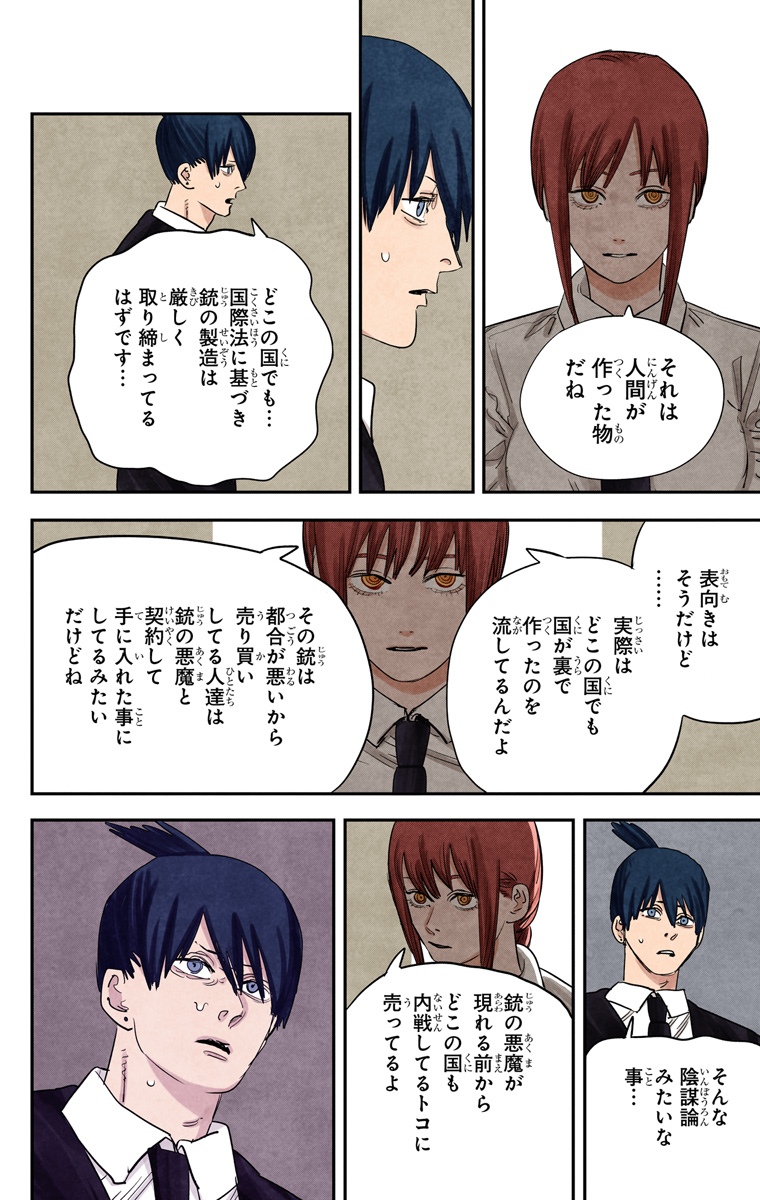 それは
人間が
作った物
だね
どこの国でも…
国際法に基づき
銃の製造は
厳しく
取り締まってる
はずです…
表向きは
そうだけど
……
実際は
どこの国でも
国が裏で
作ったのを
流してるんだよ
その銃は
都合が悪いから
売り買い
してる人達は
銃の悪魔と
契約して
手に入れた事に
してるみたい
だけどね
そんな
陰謀論
みたいな
事…
銃の悪魔が
現れる前から
どこの国も
内戦してるトコに
売ってるよ